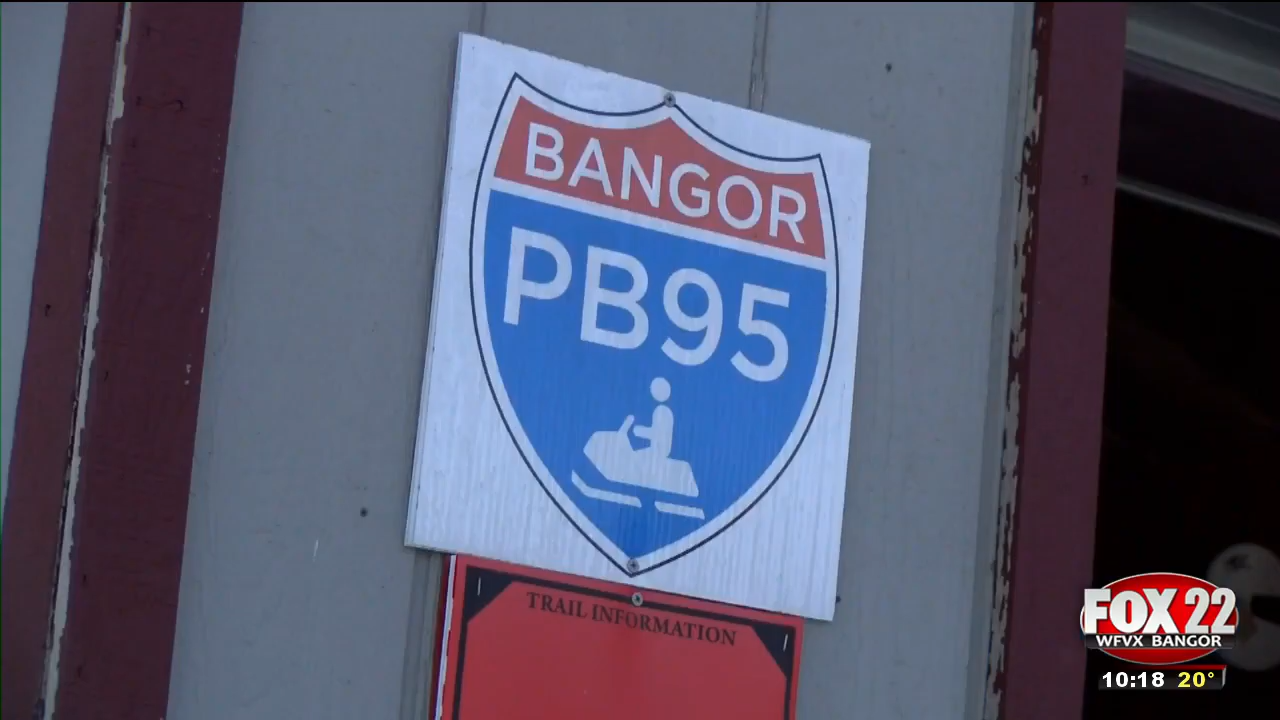 BANGOR
PB95
TRAIL INFORMATION
FOX 22
WFVX BANGOR
10:18 20°